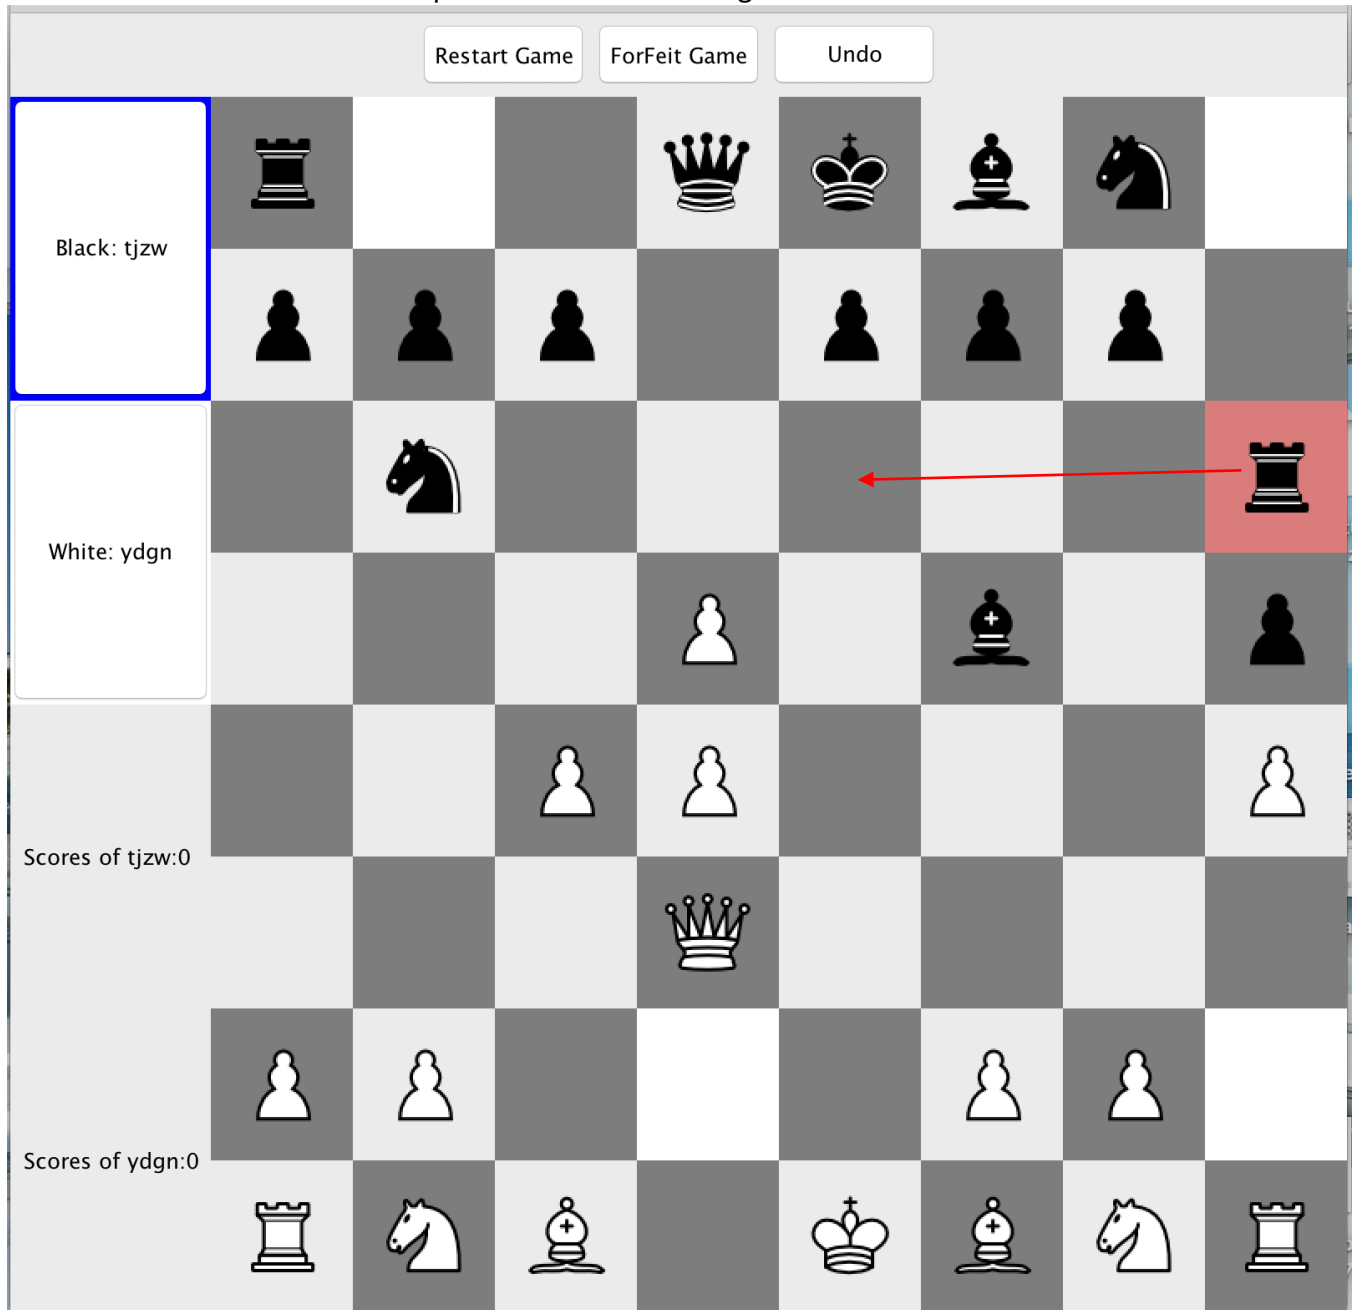 Restart Game
ForFeit Game
Undo
Black: tjzw
White: ydgn
Scores of tjzw:0
Scores of ydgn:0